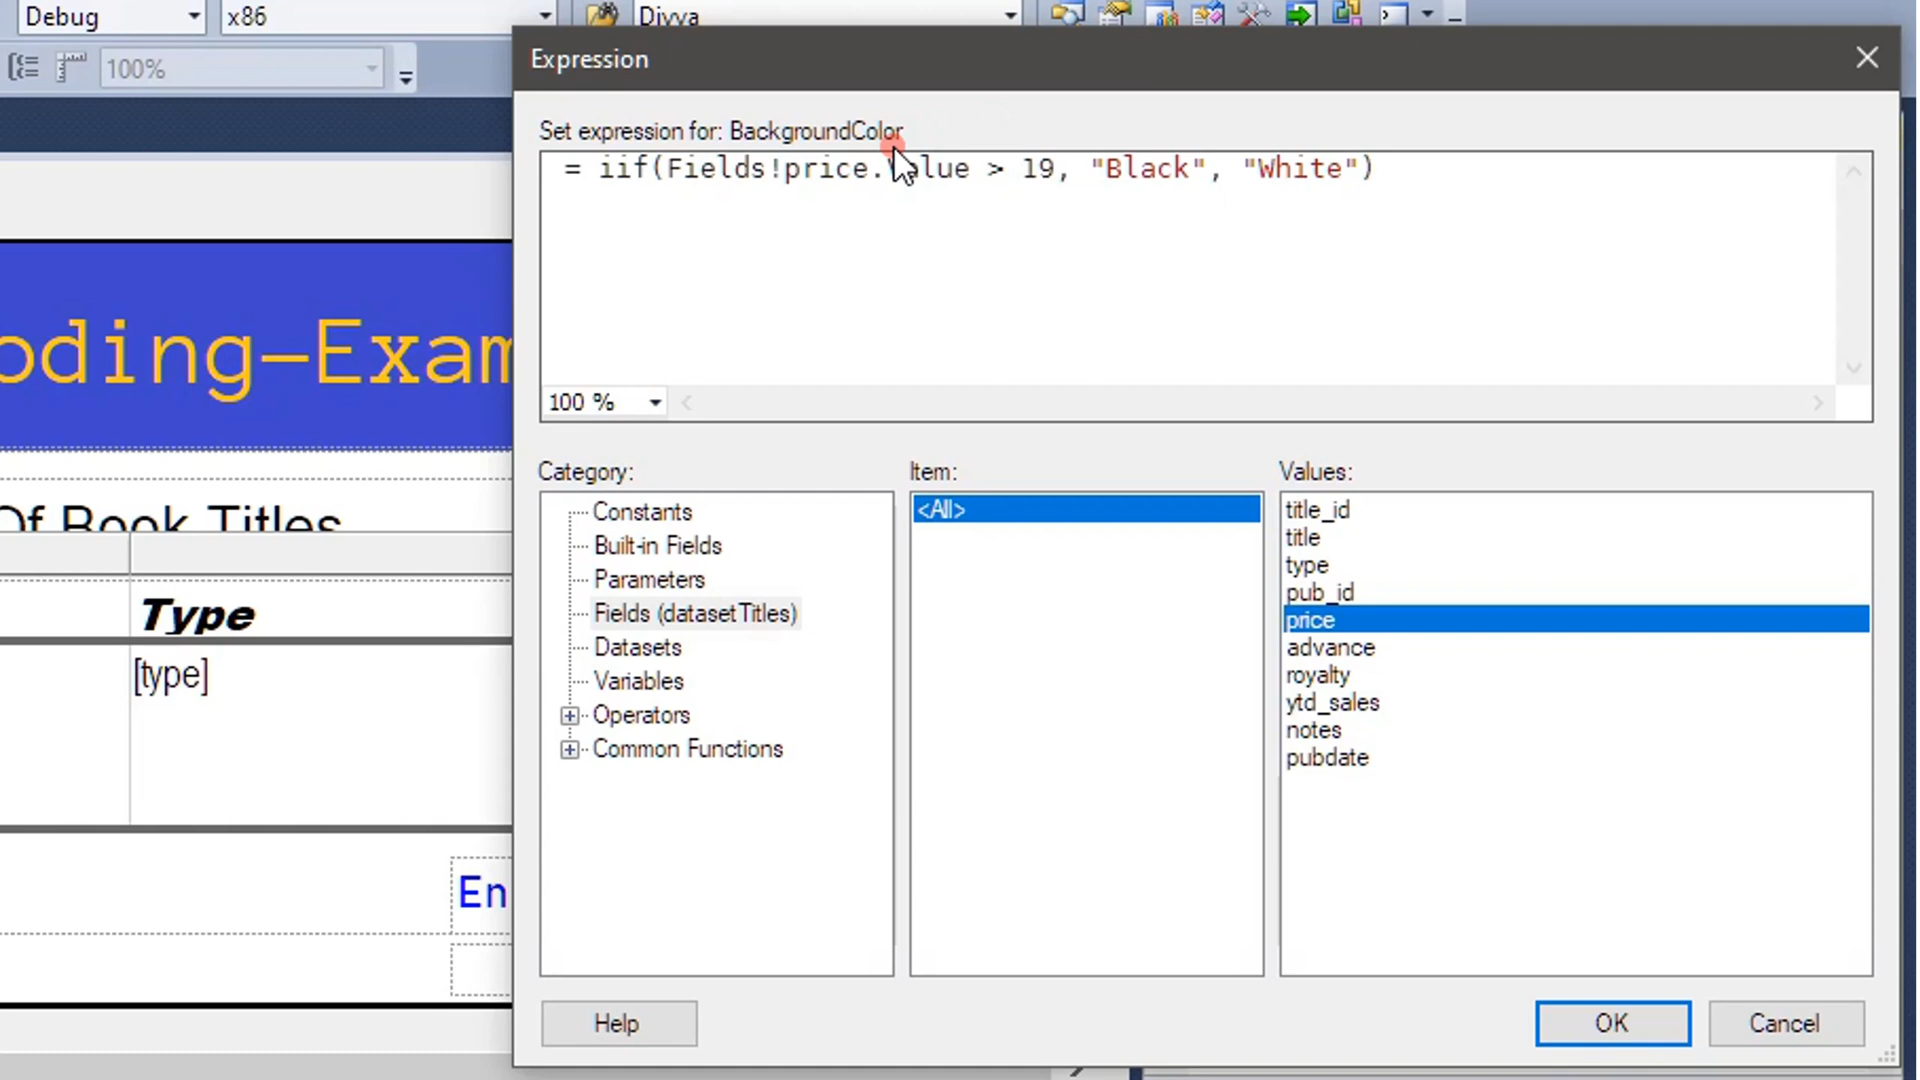 Debug
x86
Divya
100%
Expression
Set expression for: BackgroundColor
= iif(Fields!price.Value > 19, "Black", "White")
100 %
oding-Exam
Of Book Titles
Type
[type]
En
Category:
Constants
Built-in Fields
Parameters
Fields (datasetTitles)
Datasets
Variables
Operators
Common Functions
Item:
<All>
Values:
title_id
title
type
pub_id
price
advance
royalty
ytd_sales
notes
pubdate
Help
OK
Cancel